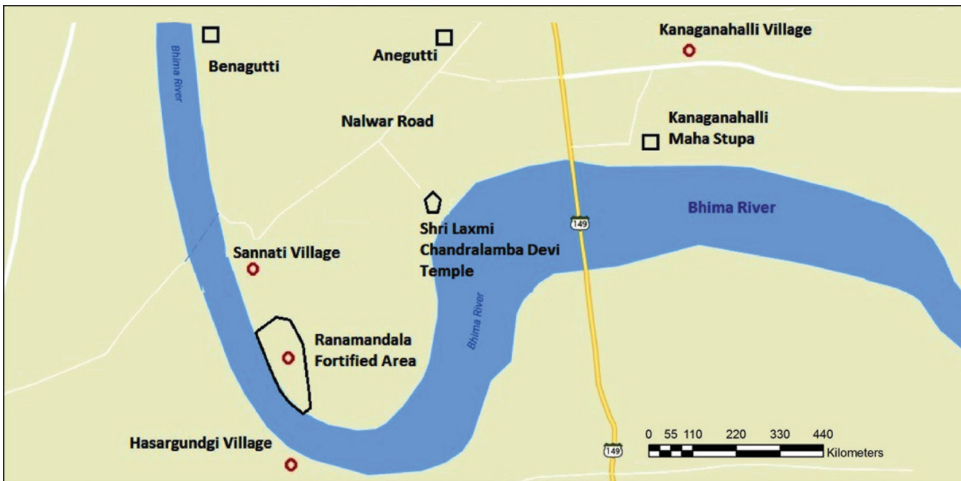 Bhima River
Benagutti
Anegutti
Kanaganahalli Village
Nalwar Road
Kanaganahalli
Maha Stupa
Shri Laxmi
Chandralamba Devi
Temple
149
Bhima River
Sannati Village
Bhima River
Ranamandala
Fortified Area
Hasargundgi Village
149
0 55 110 220 330 440
Kilometers